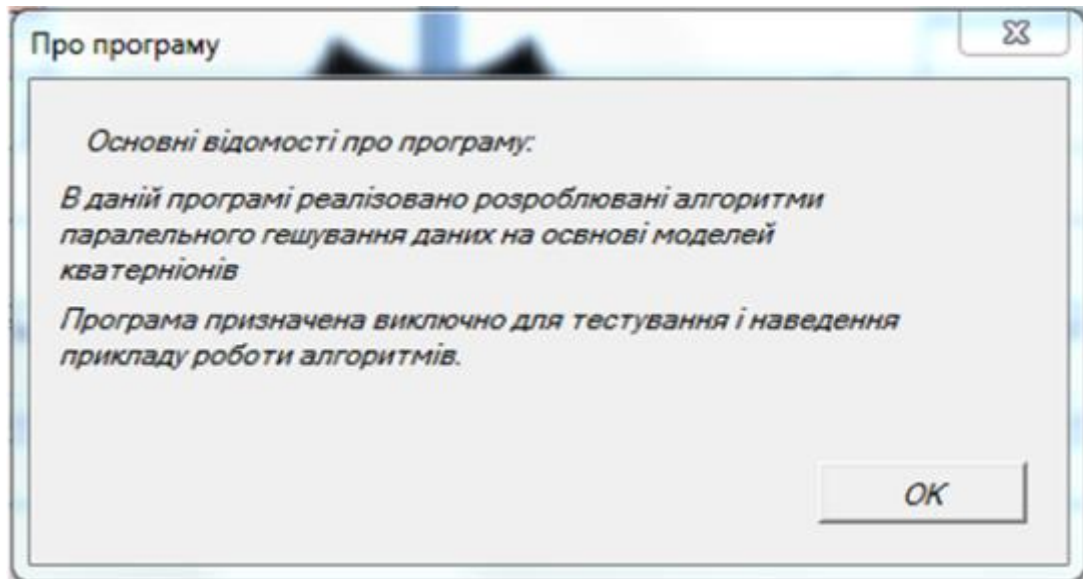 Про програму
Основні відомості про програму:
В даній програмі реалізовано розроблювані алгоритми
паралельного гешування даних на освнові моделей
кватерніонів
Програма призначена виключно для тестування і наведення
прикладу роботи алгоритмів.
OK